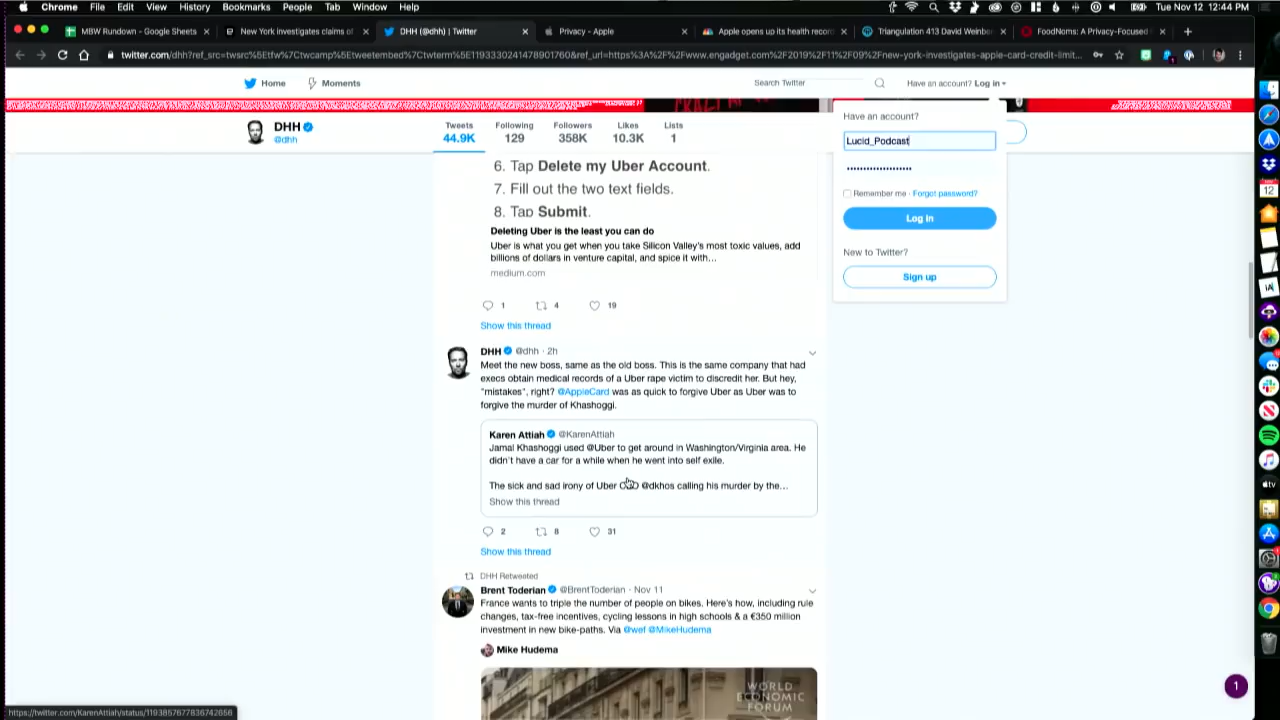 Chrome File Edit View History Bookmarks People Tab Window Help
Tue Nov 12 12:44 PM
MBW Rundown - Google Sheets
New York investigates claims of
DHH (@dhh) | Twitter
Privacy - Apple
Apple opens up its health recor
Triangulation 413 David Weinbe
FoodNoms: A Privacy-Focused
Home
Moments
Search Twitter
Have an account? Log in
DHH
@dhh
Tweets
44.9K
Following
129
Followers
358K
Likes
10.3K
Lists
1
Have an account?
Lucid_Podcast
Remember me · Forgot password?
Log in
New to Twitter?
Sign up
6. Tap Delete my Uber Account.
7. Fill out the two text fields.
8. Tap Submit.
Deleting Uber is the least you can do
Uber is what you get when you take Silicon Valley's most toxic values, add
billions of dollars in venture capital, and spice it with…
medium.com
1 4 19
Show this thread
DHH @dhh · 2h
Meet the new boss, same as the old boss. This is the same company that had
execs obtain medical records of a Uber rape victim to discredit her. But hey,
"mistakes", right? @AppleCard was as quick to forgive Uber as Uber was to
forgive the murder of Khashoggi.
Karen Attiah @KarenAttiah
Jamal Khashoggi used @Uber to get around in Washington/Virginia area. He
didn't have a car for a while when he went into self exile.
The sick and sad irony of Uber @dkhos calling his murder by the…
Show this thread
2 8 31
Show this thread
DHH Retweeted
Brent Toderian @BrentToderian · Nov 11
France wants to triple the number of people on bikes. Here's how, including rule
changes, tax-free incentives, cycling lessons in high schools & a €350 million
investment in new bike-paths. Via @wef @MikeHudema
Mike Hudema
WORLD
ECONOMIC
FORUM
1
12
tv
iA